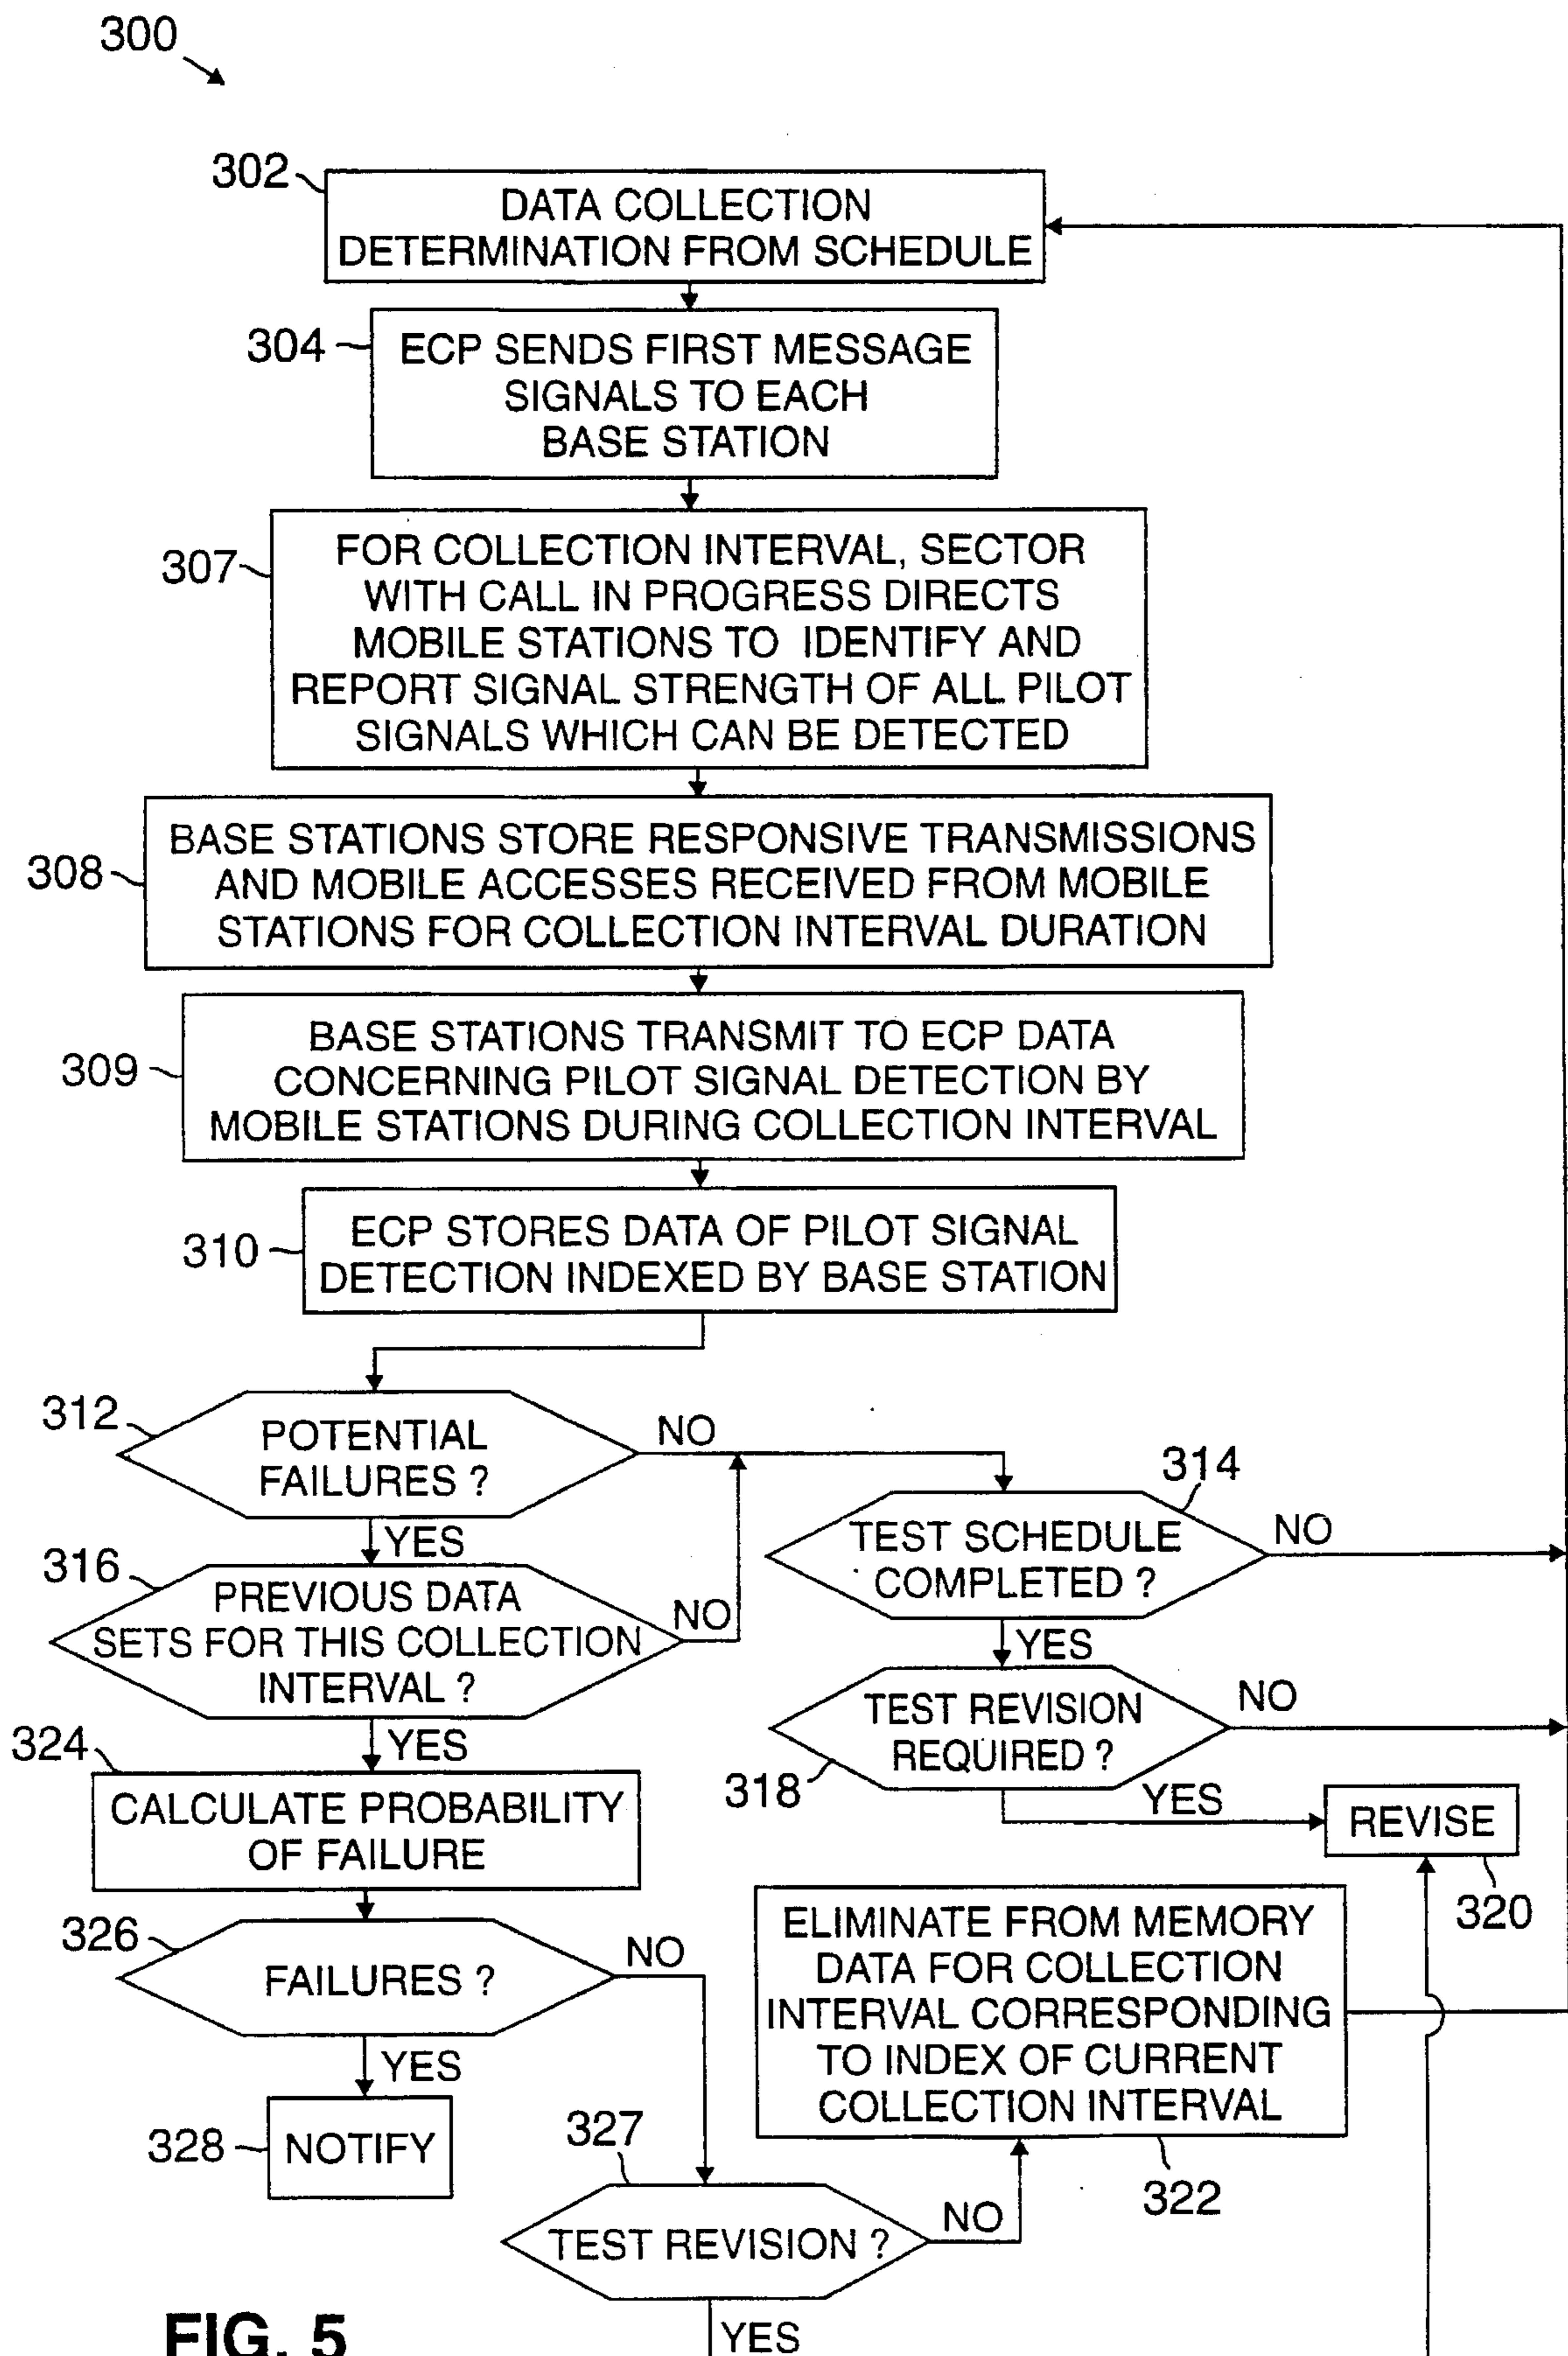 300
302
DATA COLLECTION
DETERMINATION FROM SCHEDULE
304
ECP SENDS FIRST MESSAGE
SIGNALS TO EACH
BASE STATION
307
FOR COLLECTION INTERVAL, SECTOR
WITH CALL IN PROGRESS DIRECTS
MOBILE STATIONS TO IDENTIFY AND
REPORT SIGNAL STRENGTH OF ALL PILOT
SIGNALS WHICH CAN BE DETECTED
308
BASE STATIONS STORE RESPONSIVE TRANSMISSIONS
AND MOBILE ACCESSES RECEIVED FROM MOBILE
STATIONS FOR COLLECTION INTERVAL DURATION
309
BASE STATIONS TRANSMIT TO ECP DATA
CONCERNING PILOT SIGNAL DETECTION BY
MOBILE STATIONS DURING COLLECTION INTERVAL
310
ECP STORES DATA OF PILOT SIGNAL
DETECTION INDEXED BY BASE STATION
312
POTENTIAL
FAILURES ?
NO
YES
314
TEST SCHEDULE
COMPLETED ?
NO
YES
316
PREVIOUS DATA
SETS FOR THIS COLLECTION
INTERVAL ?
NO
YES
318
TEST REVISION
REQUIRED ?
NO
YES
REVISE
320
324
CALCULATE PROBABILITY
OF FAILURE
326
FAILURES ?
NO
YES
328
NOTIFY
ELIMINATE FROM MEMORY
DATA FOR COLLECTION
INTERVAL CORRESPONDING
TO INDEX OF CURRENT
COLLECTION INTERVAL
322
327
TEST REVISION ?
NO
YES
FIG. 5